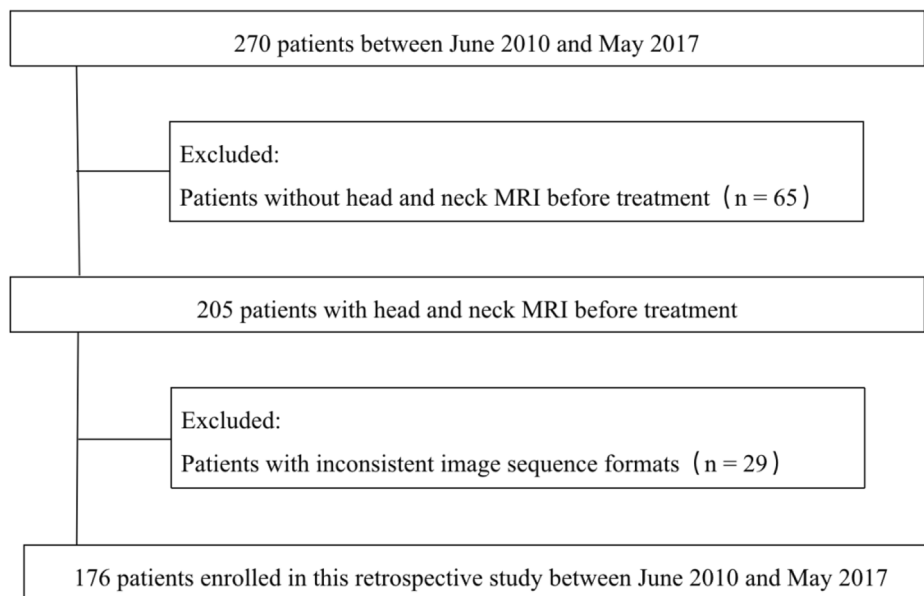 270 patients between June 2010 and May 2017
Excluded:
Patients without head and neck MRI before treatment (n = 65)
205 patients with head and neck MRI before treatment
Excluded:
Patients with inconsistent image sequence formats (n = 29)
176 patients enrolled in this retrospective study between June 2010 and May 2017